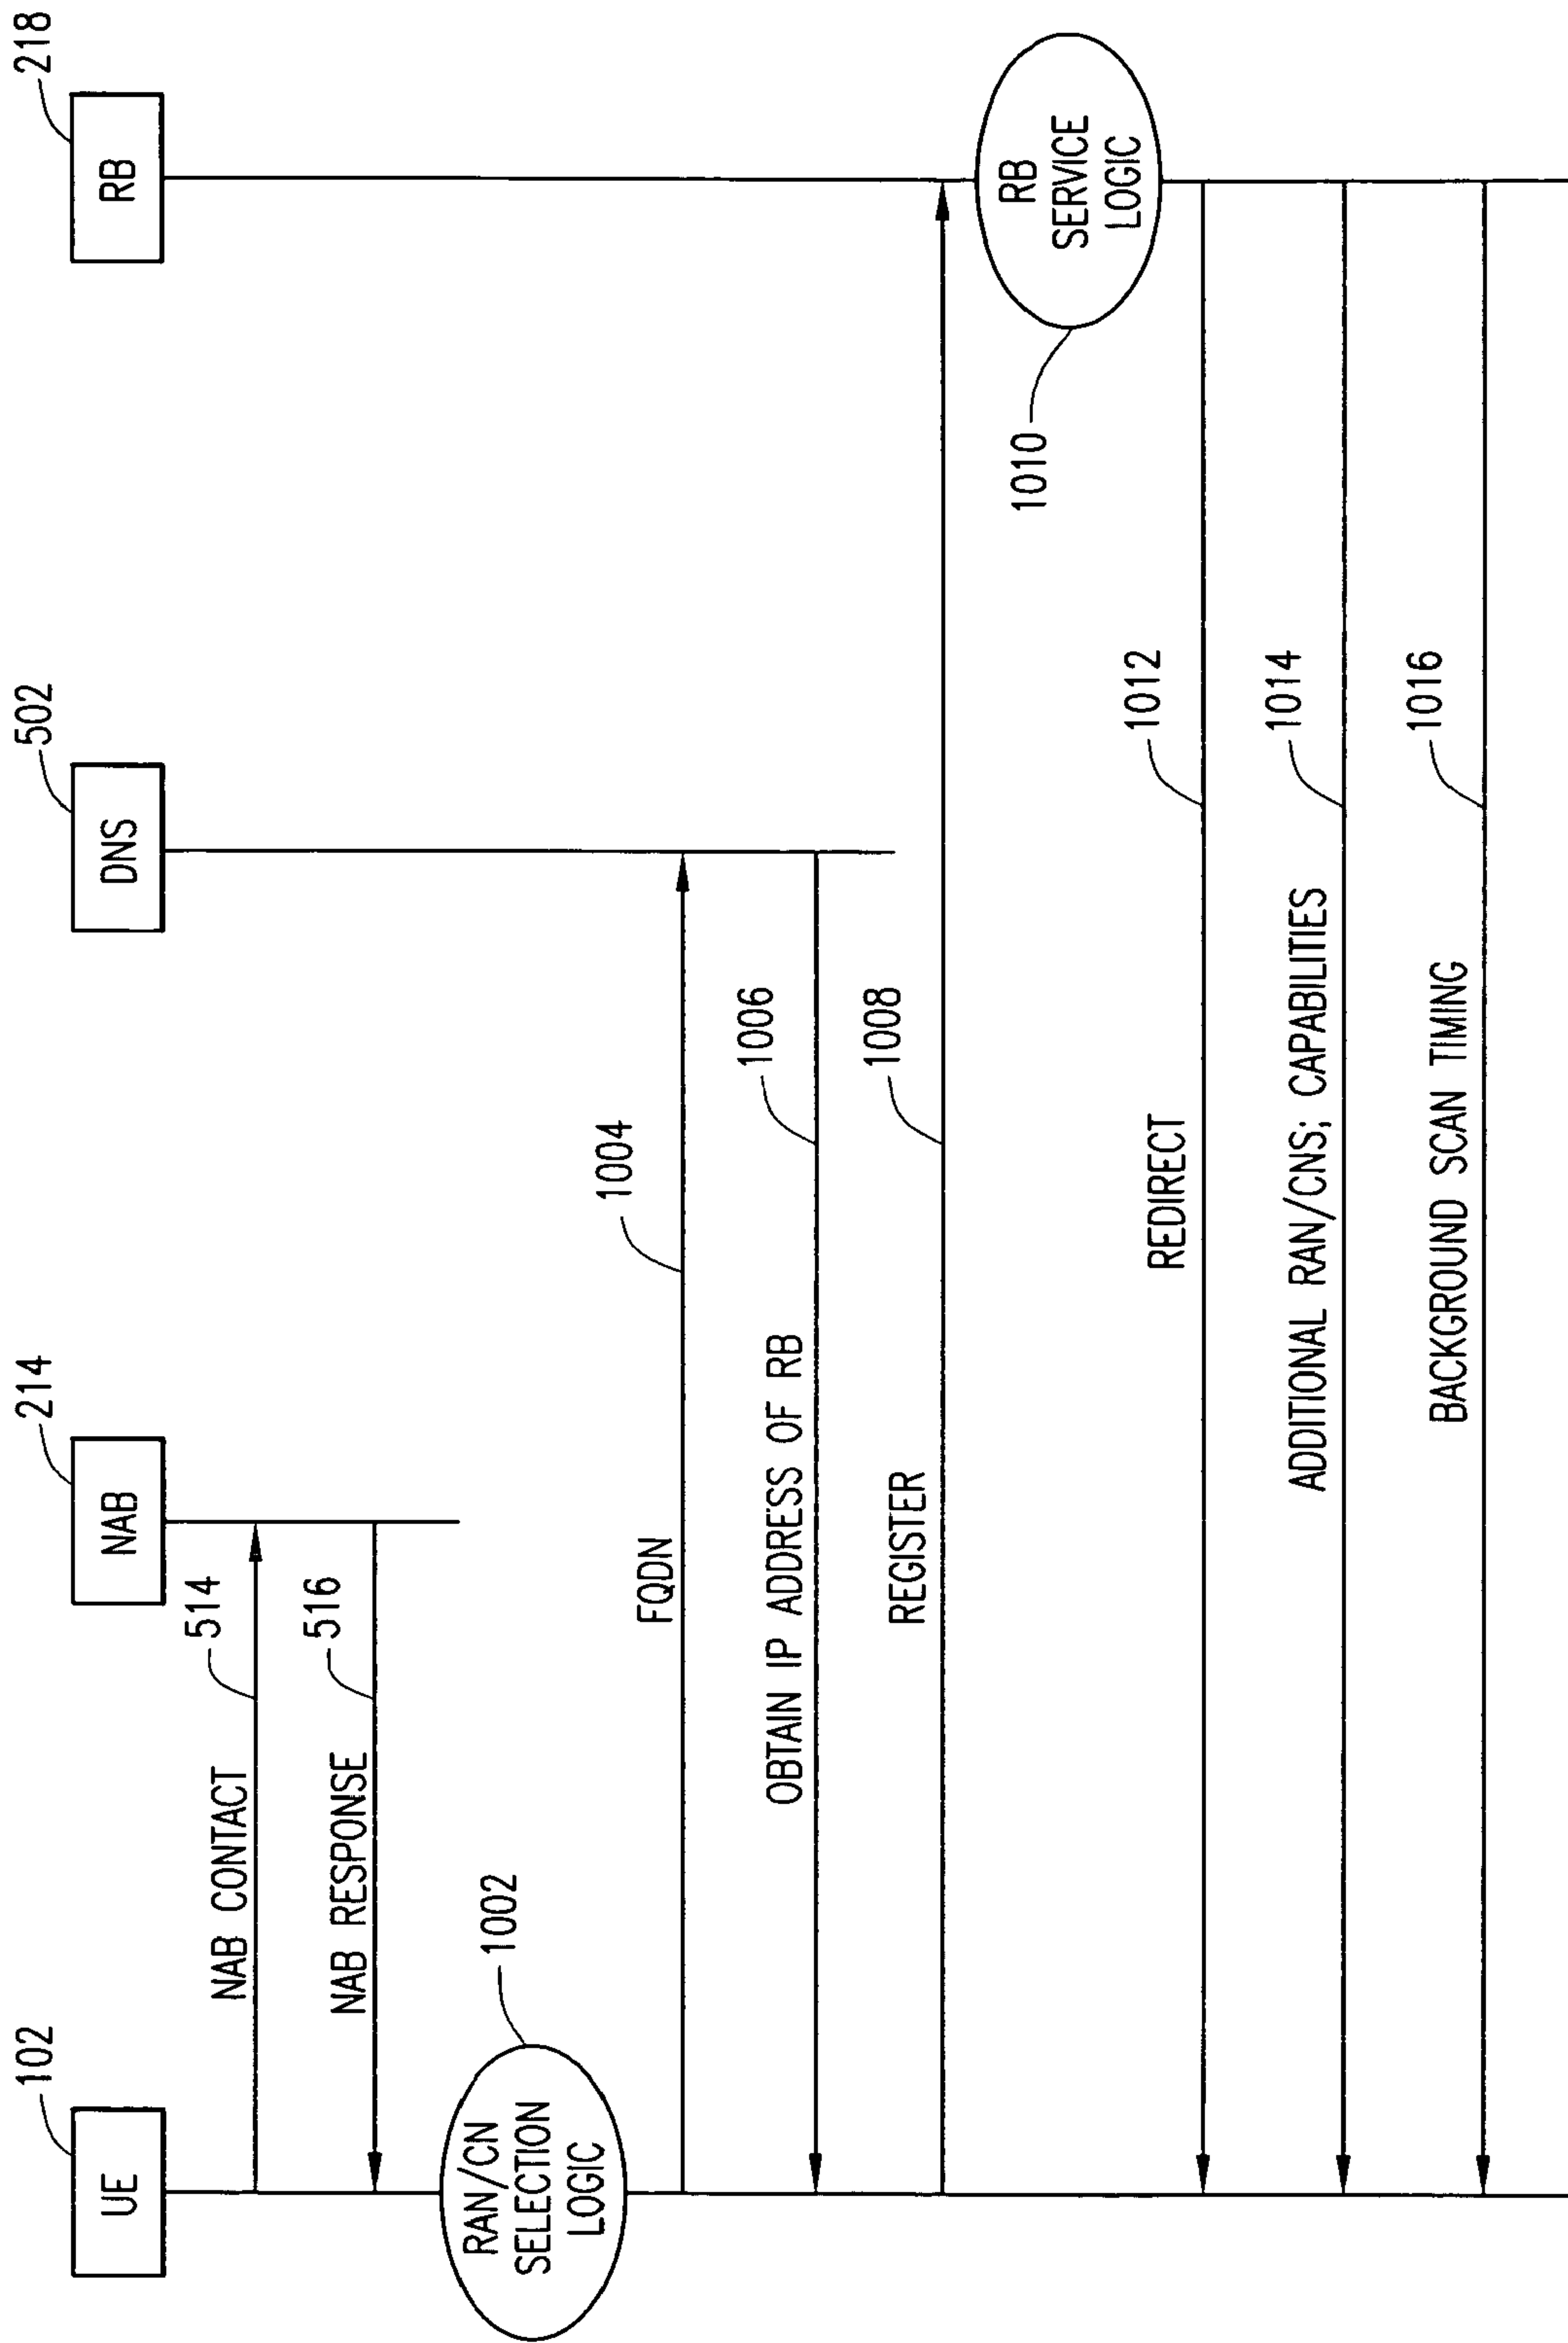 102
214
502
218
UE
NAB
DNS
RB
NAB CONTACT
514
NAB RESPONSE
516
RAN/CN
SELECTION
LOGIC
1002
FQDN
1004
OBTAIN IP ADDRESS OF RB
1006
REGISTER
1008
RB
SERVICE
LOGIC
1010
REDIRECT
1012
ADDITIONAL RAN/CNS; CAPABILITIES
1014
BACKGROUND SCAN TIMING
1016